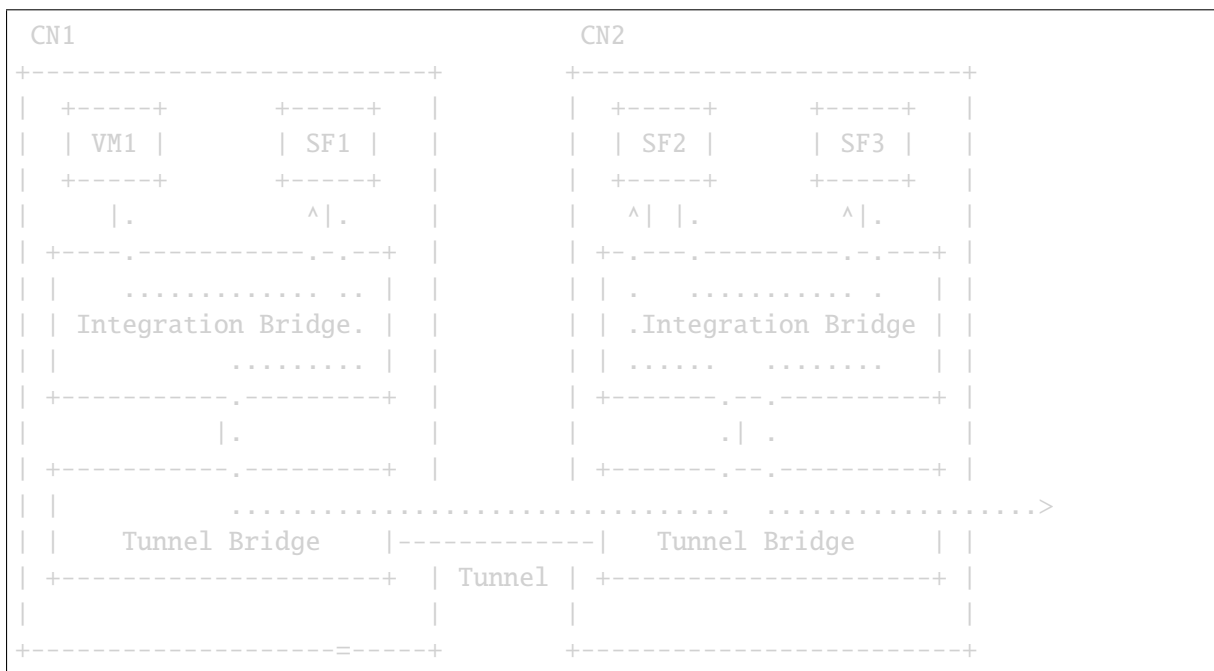 CN1 CN2
+--------------------------+ +-------------------------+
| +-----+ +-----+ | | +-----+ +-----+ |
| | VM1 | | SF1 | | | | SF2 | | SF3 | |
| +-----+ +-----+ | | +-----+ +-----+ |
| |. ^|. | | ^| |. ^|. |
| +----.-----------.-.--+ | | +-.---.---------.-.---+ |
| | ............. .. | | | | . ........... . | |
| | Integration Bridge. | | | | .Integration Bridge | |
| | ......... | | | | ...... ........ | |
| +-----------.---------+ | | +-------.--.----------+ |
| |. | | .| . |
| +-----------.---------+ | | +-------.--.----------+ |
| | ................................. ..................>
| | Tunnel Bridge |-------------| Tunnel Bridge | |
| +---------------------+ | Tunnel | +---------------------+ |
| | | |
+---------------------=-----+ +-------------------------+